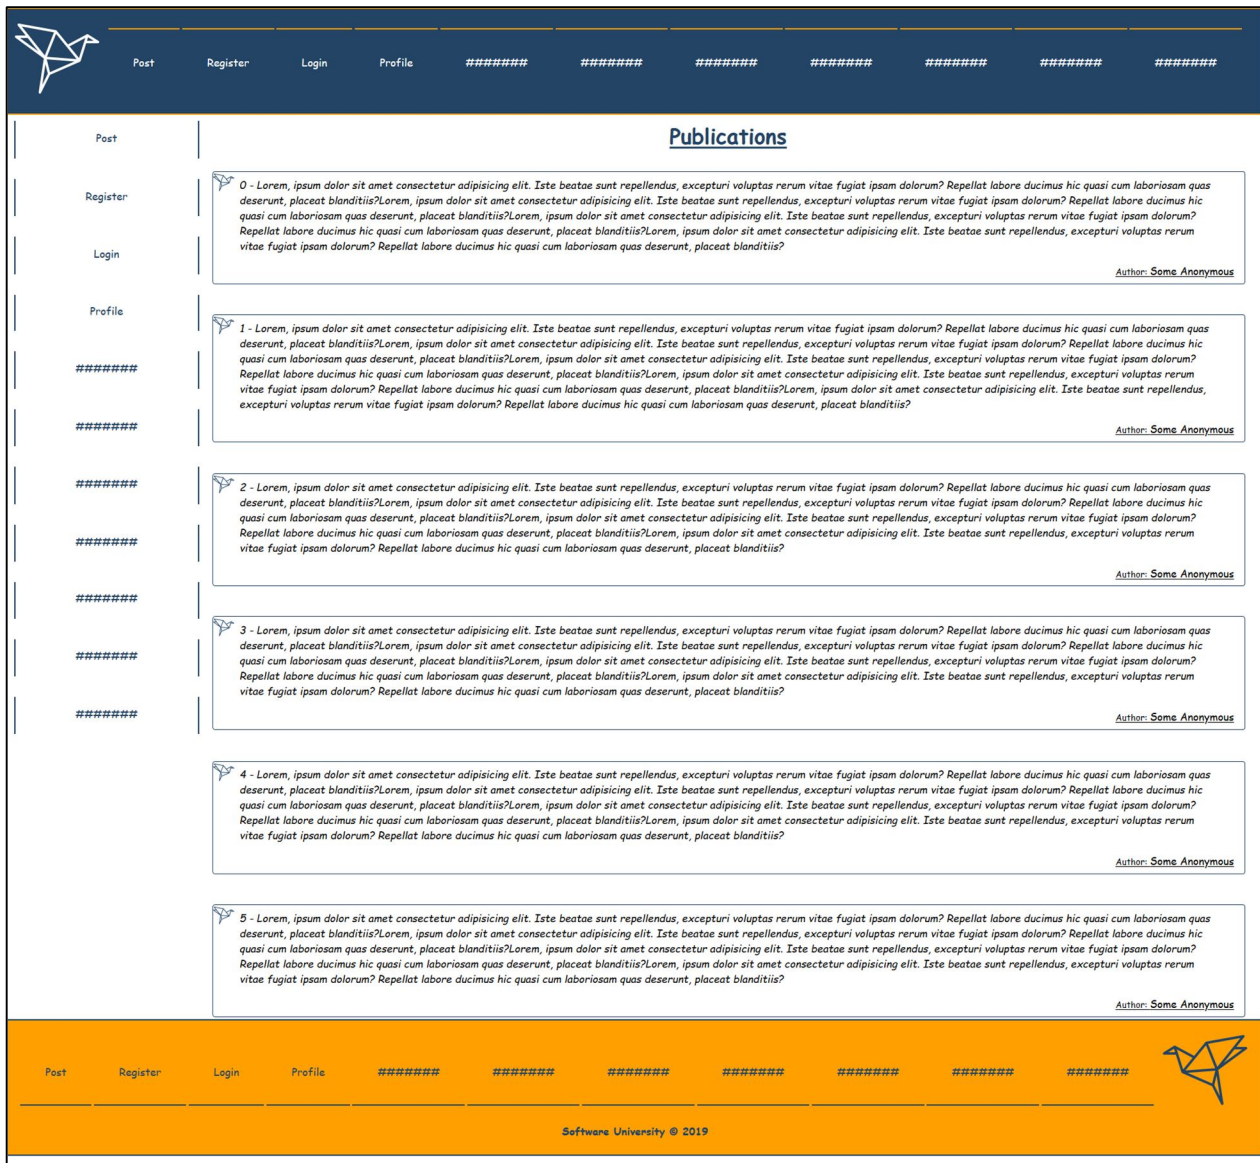 Post Register Login Profile ####### ####### ####### ####### ####### ####### #######
Post
Register
Login
Profile
#######
#######
#######
#######
#######
#######
#######
Publications
0 - Lorem, ipsum dolor sit amet consectetur adipisicing elit. Iste beatae sunt repellendus, excepturi voluptas rerum vitae fugiat ipsam dolorum? Repellat labore ducimus hic quasi cum laboriosam quas
deserunt, placeat blanditiis?Lorem, ipsum dolor sit amet consectetur adipisicing elit. Iste beatae sunt repellendus, excepturi voluptas rerum vitae fugiat ipsam dolorum? Repellat labore ducimus hic
quasi cum laboriosam quas deserunt, placeat blanditiis?Lorem, ipsum dolor sit amet consectetur adipisicing elit. Iste beatae sunt repellendus, excepturi voluptas rerum vitae fugiat ipsam dolorum?
Repellat labore ducimus hic quasi cum laboriosam quas deserunt, placeat blanditiis?Lorem, ipsum dolor sit amet consectetur adipisicing elit. Iste beatae sunt repellendus, excepturi voluptas rerum
vitae fugiat ipsam dolorum? Repellat labore ducimus hic quasi cum laboriosam quas deserunt, placeat blanditiis?
Author: Some Anonymous
1 - Lorem, ipsum dolor sit amet consectetur adipisicing elit. Iste beatae sunt repellendus, excepturi voluptas rerum vitae fugiat ipsam dolorum? Repellat labore ducimus hic quasi cum laboriosam quas
deserunt, placeat blanditiis?Lorem, ipsum dolor sit amet consectetur adipisicing elit. Iste beatae sunt repellendus, excepturi voluptas rerum vitae fugiat ipsam dolorum? Repellat labore ducimus hic
quasi cum laboriosam quas deserunt, placeat blanditiis?Lorem, ipsum dolor sit amet consectetur adipisicing elit. Iste beatae sunt repellendus, excepturi voluptas rerum vitae fugiat ipsam dolorum?
Repellat labore ducimus hic quasi cum laboriosam quas deserunt, placeat blanditiis?Lorem, ipsum dolor sit amet consectetur adipisicing elit. Iste beatae sunt repellendus, excepturi voluptas rerum
vitae fugiat ipsam dolorum? Repellat labore ducimus hic quasi cum laboriosam quas deserunt, placeat blanditiis?Lorem, ipsum dolor sit amet consectetur adipisicing elit. Iste beatae sunt repellendus,
excepturi voluptas rerum vitae fugiat ipsam dolorum? Repellat labore ducimus hic quasi cum laboriosam quas deserunt, placeat blanditiis?
Author: Some Anonymous
2 - Lorem, ipsum dolor sit amet consectetur adipisicing elit. Iste beatae sunt repellendus, excepturi voluptas rerum vitae fugiat ipsam dolorum? Repellat labore ducimus hic quasi cum laboriosam quas
deserunt, placeat blanditiis?Lorem, ipsum dolor sit amet consectetur adipisicing elit. Iste beatae sunt repellendus, excepturi voluptas rerum vitae fugiat ipsam dolorum? Repellat labore ducimus hic
quasi cum laboriosam quas deserunt, placeat blanditiis?Lorem, ipsum dolor sit amet consectetur adipisicing elit. Iste beatae sunt repellendus, excepturi voluptas rerum vitae fugiat ipsam dolorum?
Repellat labore ducimus hic quasi cum laboriosam quas deserunt, placeat blanditiis?Lorem, ipsum dolor sit amet consectetur adipisicing elit. Iste beatae sunt repellendus, excepturi voluptas rerum
vitae fugiat ipsam dolorum? Repellat labore ducimus hic quasi cum laboriosam quas deserunt, placeat blanditiis?
Author: Some Anonymous
3 - Lorem, ipsum dolor sit amet consectetur adipisicing elit. Iste beatae sunt repellendus, excepturi voluptas rerum vitae fugiat ipsam dolorum? Repellat labore ducimus hic quasi cum laboriosam quas
deserunt, placeat blanditiis?Lorem, ipsum dolor sit amet consectetur adipisicing elit. Iste beatae sunt repellendus, excepturi voluptas rerum vitae fugiat ipsam dolorum? Repellat labore ducimus hic
quasi cum laboriosam quas deserunt, placeat blanditiis?Lorem, ipsum dolor sit amet consectetur adipisicing elit. Iste beatae sunt repellendus, excepturi voluptas rerum vitae fugiat ipsam dolorum?
Repellat labore ducimus hic quasi cum laboriosam quas deserunt, placeat blanditiis?Lorem, ipsum dolor sit amet consectetur adipisicing elit. Iste beatae sunt repellendus, excepturi voluptas rerum
vitae fugiat ipsam dolorum? Repellat labore ducimus hic quasi cum laboriosam quas deserunt, placeat blanditiis?
Author: Some Anonymous
4 - Lorem, ipsum dolor sit amet consectetur adipisicing elit. Iste beatae sunt repellendus, excepturi voluptas rerum vitae fugiat ipsam dolorum? Repellat labore ducimus hic quasi cum laboriosam quas
deserunt, placeat blanditiis?Lorem, ipsum dolor sit amet consectetur adipisicing elit. Iste beatae sunt repellendus, excepturi voluptas rerum vitae fugiat ipsam dolorum? Repellat labore ducimus hic
quasi cum laboriosam quas deserunt, placeat blanditiis?Lorem, ipsum dolor sit amet consectetur adipisicing elit. Iste beatae sunt repellendus, excepturi voluptas rerum vitae fugiat ipsam dolorum?
Repellat labore ducimus hic quasi cum laboriosam quas deserunt, placeat blanditiis?Lorem, ipsum dolor sit amet consectetur adipisicing elit. Iste beatae sunt repellendus, excepturi voluptas rerum
vitae fugiat ipsam dolorum? Repellat labore ducimus hic quasi cum laboriosam quas deserunt, placeat blanditiis?
Author: Some Anonymous
5 - Lorem, ipsum dolor sit amet consectetur adipisicing elit. Iste beatae sunt repellendus, excepturi voluptas rerum vitae fugiat ipsam dolorum? Repellat labore ducimus hic quasi cum laboriosam quas
deserunt, placeat blanditiis?Lorem, ipsum dolor sit amet consectetur adipisicing elit. Iste beatae sunt repellendus, excepturi voluptas rerum vitae fugiat ipsam dolorum? Repellat labore ducimus hic
quasi cum laboriosam quas deserunt, placeat blanditiis?Lorem, ipsum dolor sit amet consectetur adipisicing elit. Iste beatae sunt repellendus, excepturi voluptas rerum vitae fugiat ipsam dolorum?
Repellat labore ducimus hic quasi cum laboriosam quas deserunt, placeat blanditiis?Lorem, ipsum dolor sit amet consectetur adipisicing elit. Iste beatae sunt repellendus, excepturi voluptas rerum
vitae fugiat ipsam dolorum? Repellat labore ducimus hic quasi cum laboriosam quas deserunt, placeat blanditiis?
Author: Some Anonymous
Post Register Login Profile ####### ####### ####### ####### ####### ####### #######
Software University © 2019